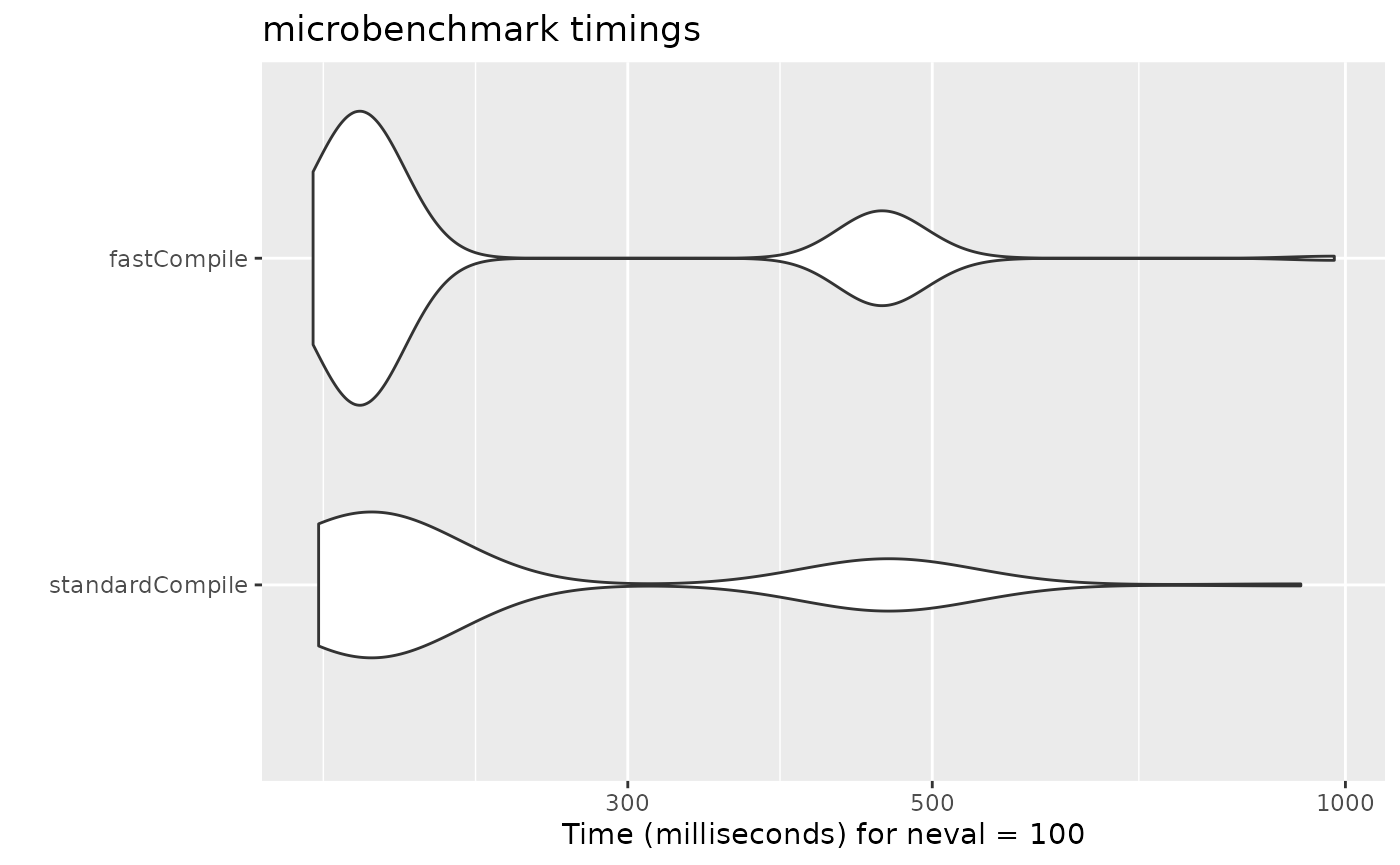 microbenchmark timings
fastCompile
standardCompile
300 500 1000
Time (milliseconds) for neval = 100